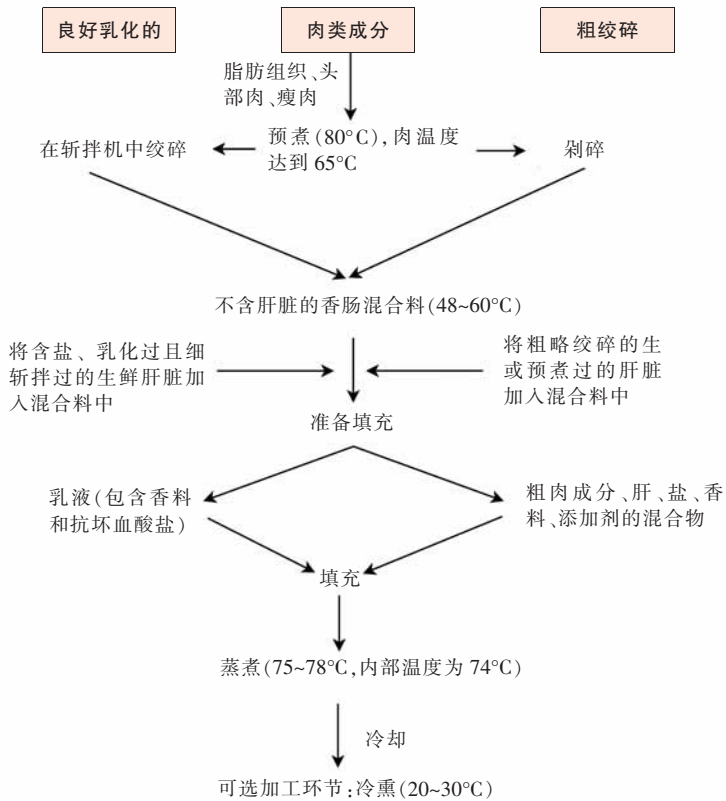 良好乳化的
肉类成分
粗绞碎
脂肪组织、头
部肉、瘦肉
在斩拌机中绞碎
预煮(80°C),肉温度
达到65°C
剁碎
不含肝脏的香肠混合料(48~60°C)
将含盐、乳化过且细
斩拌过的生鲜肝脏加
入混合料中
将粗略绞碎的生
或预煮过的肝脏
加入混合料中
准备填充
乳液(包含香料
和抗坏血酸盐)
粗肉成分、肝、盐、香
料、添加剂的混合物
填充
蒸煮(75~78°C,内部温度为74°C)
冷却
可选加工环节:冷熏(20~30°C)